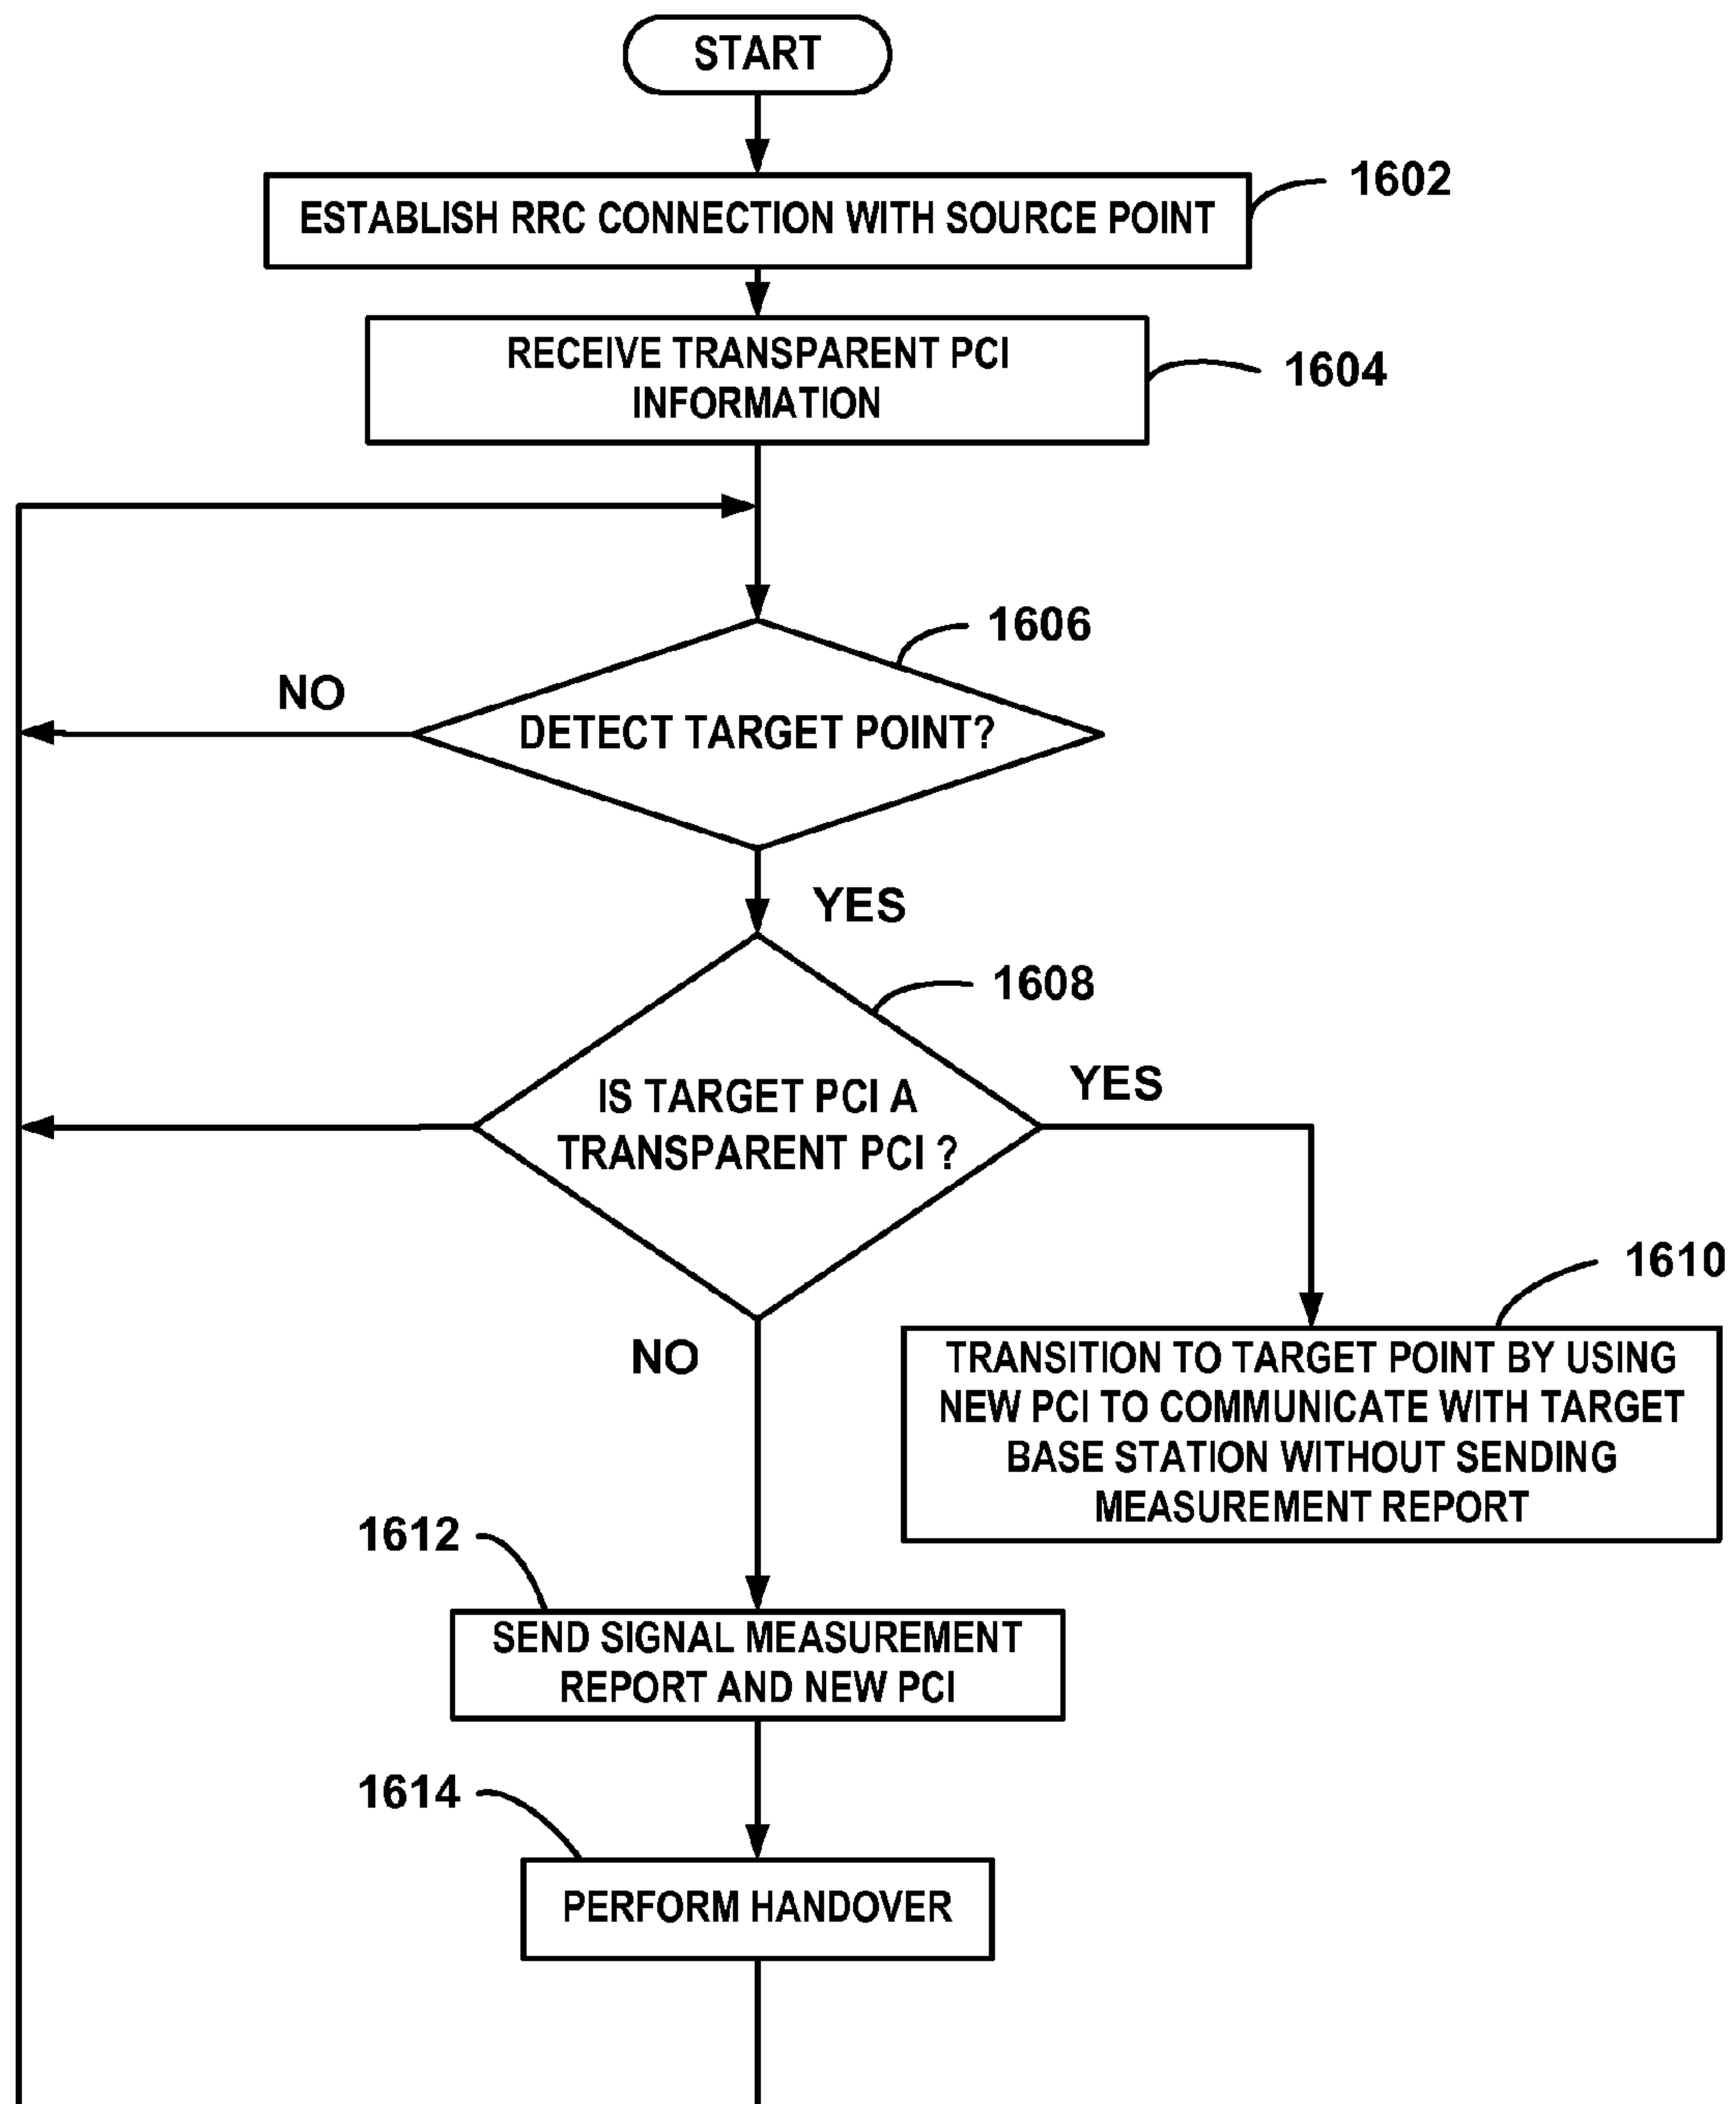 START
1602
ESTABLISH RRC CONNECTION WITH SOURCE POINT
RECEIVE TRANSPARENT PCI
INFORMATION
1604
1606
NO
DETECT TARGET POINT?
YES
1608
IS TARGET PCI A
TRANSPARENT PCI ?
YES
1610
NO
TRANSITION TO TARGET POINT BY USING
NEW PCI TO COMMUNICATE WITH TARGET
BASE STATION WITHOUT SENDING
MEASUREMENT REPORT
1612
SEND SIGNAL MEASUREMENT
REPORT AND NEW PCI
1614
PERFORM HANDOVER